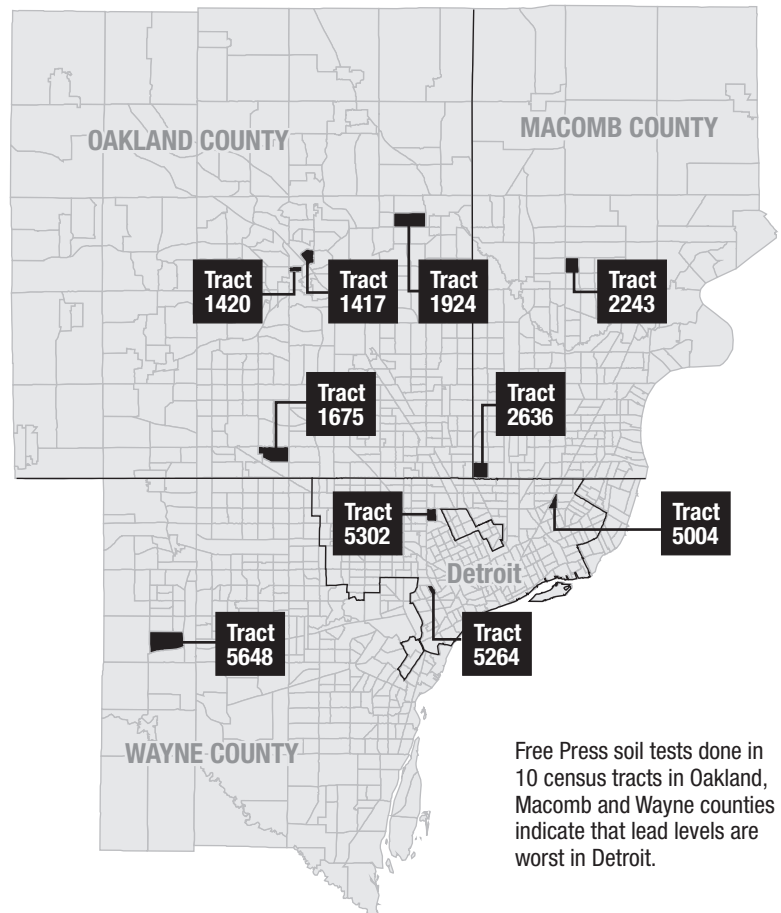 OAKLAND COUNTY
MACOMB COUNTY
Tract
1420
Tract
1417
Tract
1924
Tract
2243
Tract
1675
Tract
2636
Tract
5302
Tract
5004
Detroit
Tract
5648
Tract
5264
WAYNE COUNTY
Free Press soil tests done in
10 census tracts in Oakland,
Macomb and Wayne counties
indicate that lead levels are
worst in Detroit.